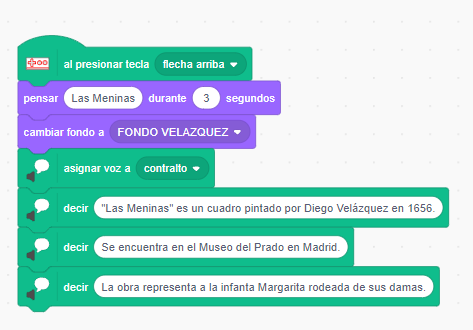 al presionar tecla flecha arriba
pensar Las Meninas durante 3 segundos
cambiar fondo a FONDO VELAZQUEZ
asignar voz a contralto
decir "Las Meninas" es un cuadro pintado por Diego Velázquez en 1656.
decir Se encuentra en el Museo del Prado en Madrid.
decir La obra representa a la infanta Margarita rodeada de sus damas.